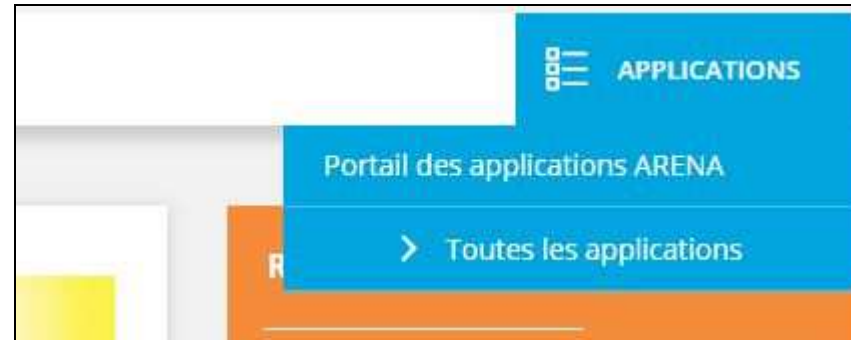 APPLICATIONS
Portail des applications ARENA
Toutes les applications
R